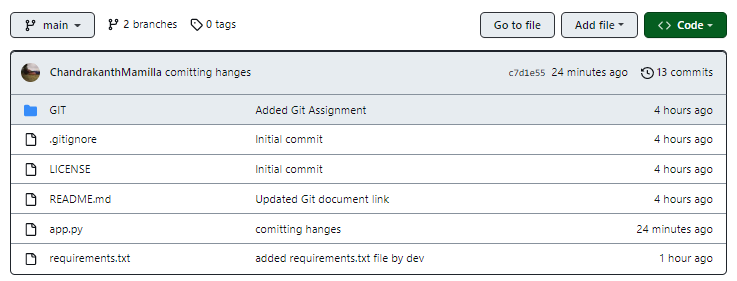 main 2 branches 0 tags Go to file Add file Code
ChandrakanthMamilla comitting hanges c7d1e55 24 minutes ago 13 commits
GIT Added Git Assignment 4 hours ago
.gitignore Initial commit 4 hours ago
LICENSE Initial commit 4 hours ago
README.md Updated Git document link 4 hours ago
app.py comitting hanges 24 minutes ago
requirements.txt added requirements.txt file by dev 1 hour ago